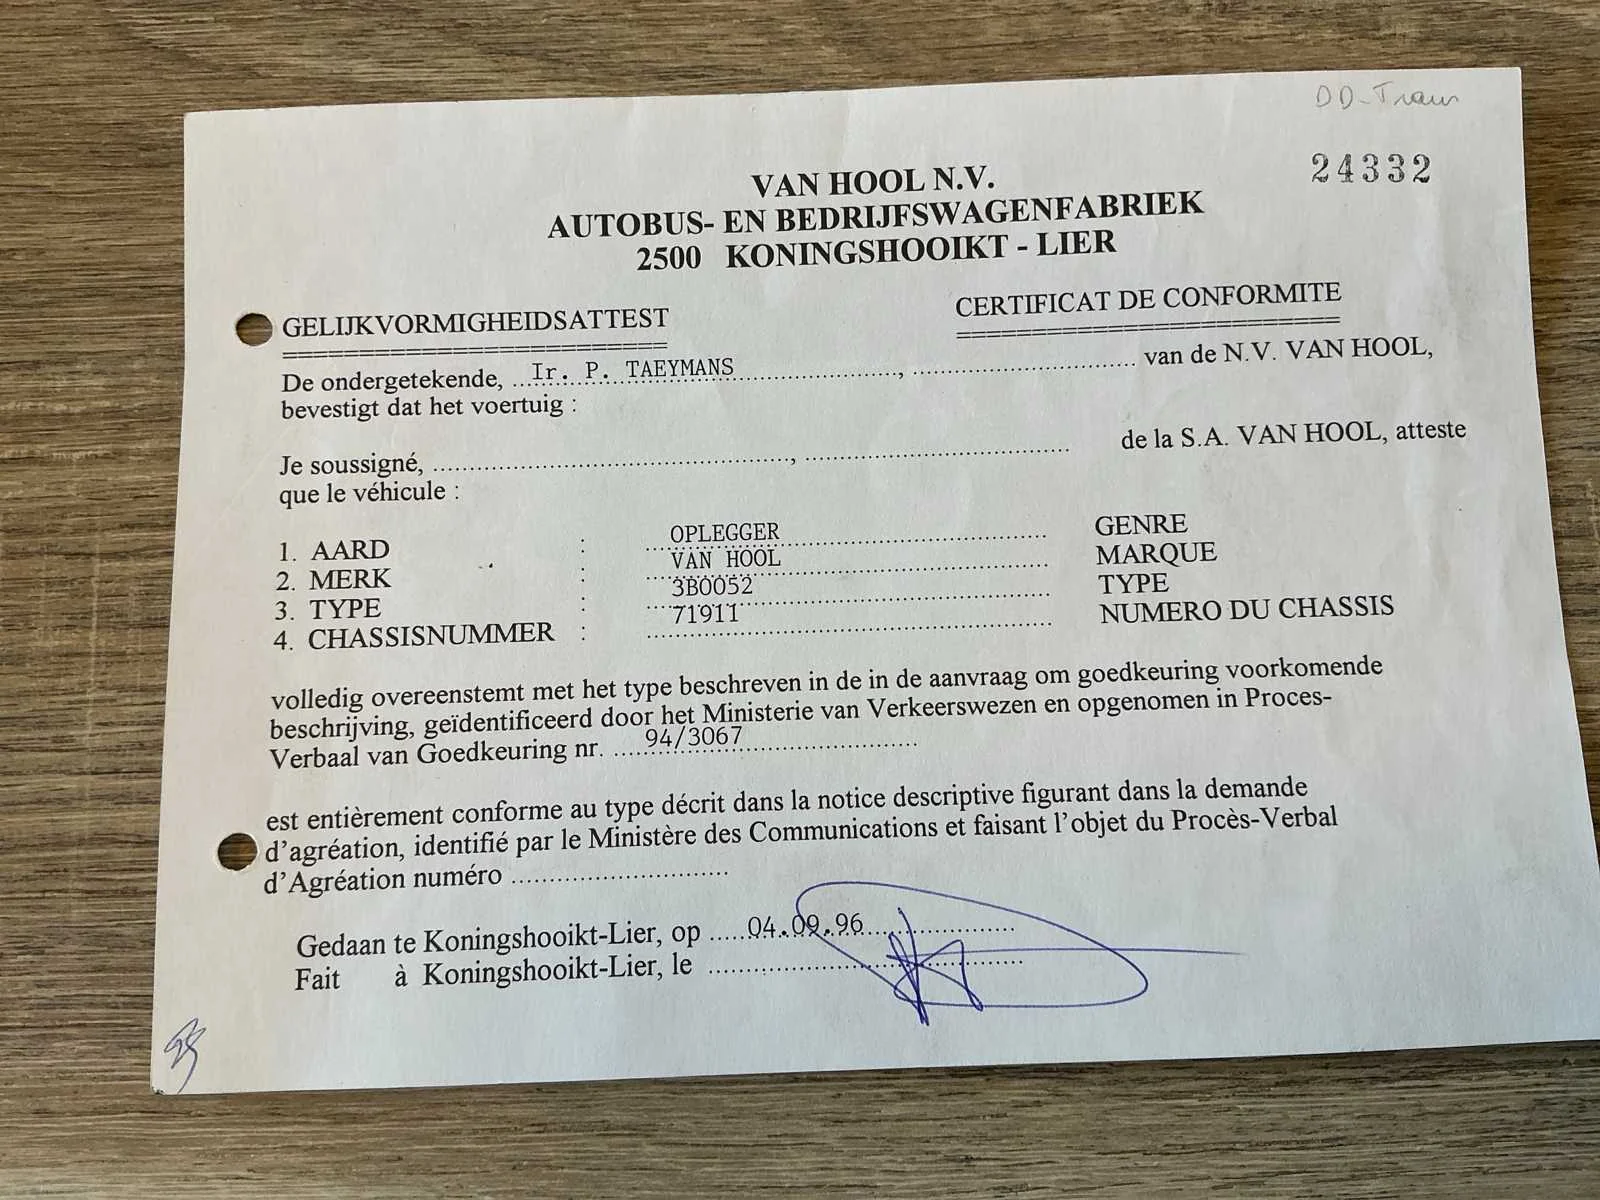 DD-Trans
24332
VAN HOOL N.V.
AUTOBUS- EN BEDRIJFSWAGENFABRIEK
2500 KONINGSHOOIKT - LIER
GELIJKVORMIGHEIDSATTEST CERTIFICAT DE CONFORMITE
De ondergetekende, ...Ir. P. TAEYMANS......................, .............................. van de N.V. VAN HOOL,
bevestigt dat het voertuig :
Je soussigné, .................................................., ..................................... de la S.A. VAN HOOL, atteste
que le véhicule :
1. AARD : OPLEGGER GENRE
2. MERK : VAN HOOL MARQUE
3. TYPE : 3B0052 TYPE
4. CHASSISNUMMER : 71911 NUMERO DU CHASSIS
volledig overeenstemt met het type beschreven in de in de aanvraag om goedkeuring voorkomende
beschrijving, geïdentificeerd door het Ministerie van Verkeerswezen en opgenomen in Proces-
Verbaal van Goedkeuring nr. ....94/3067........................
est entièrement conforme au type décrit dans la notice descriptive figurant dans la demande
d'agréation, identifié par le Ministère des Communications et faisant l'objet du Procès-Verbal
d'Agréation numéro ..............................
Gedaan te Koningshooikt-Lier, op .....04.09.96......................
Fait à Koningshooikt-Lier, le ...........................................